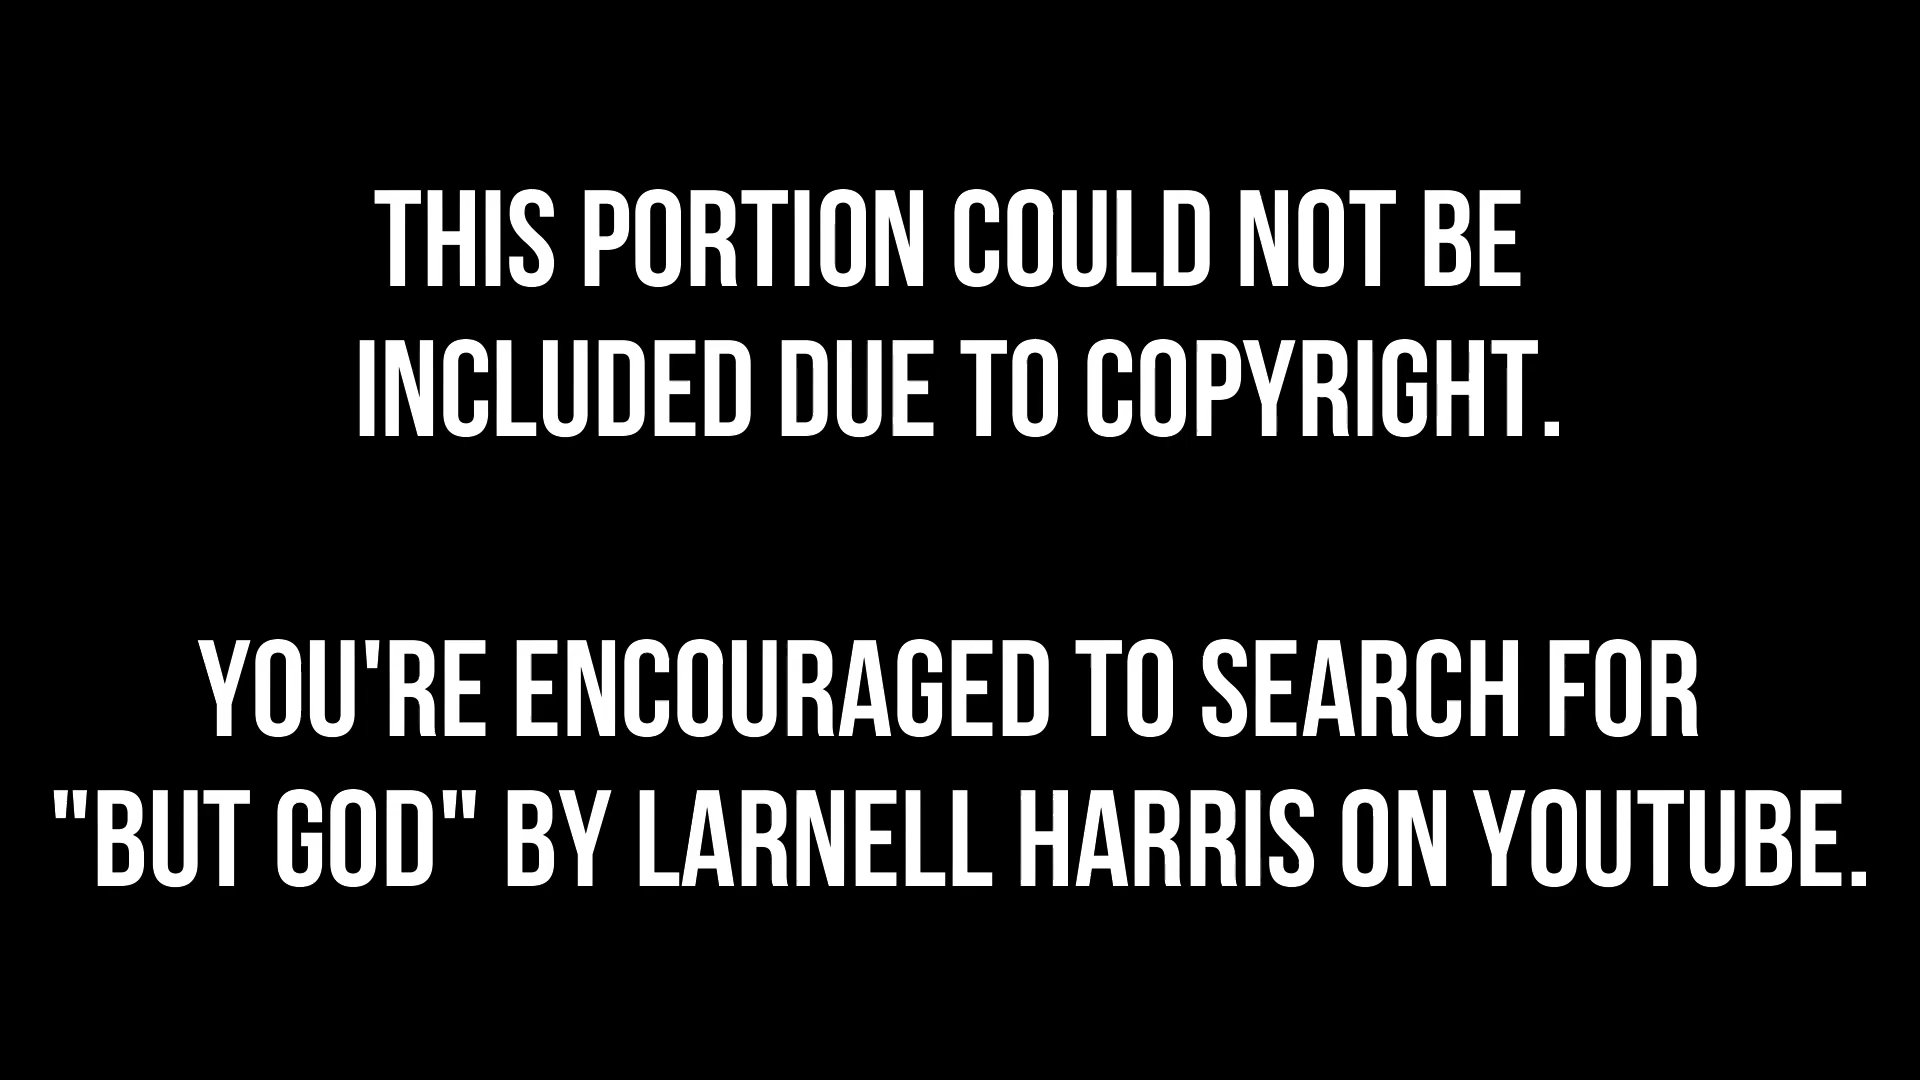 THIS PORTION COULD NOT BE
INCLUDED DUE TO COPYRIGHT.
YOU'RE ENCOURAGED TO SEARCH FOR
"BUT GOD" BY LARNELL HARRIS ON YOUTUBE.